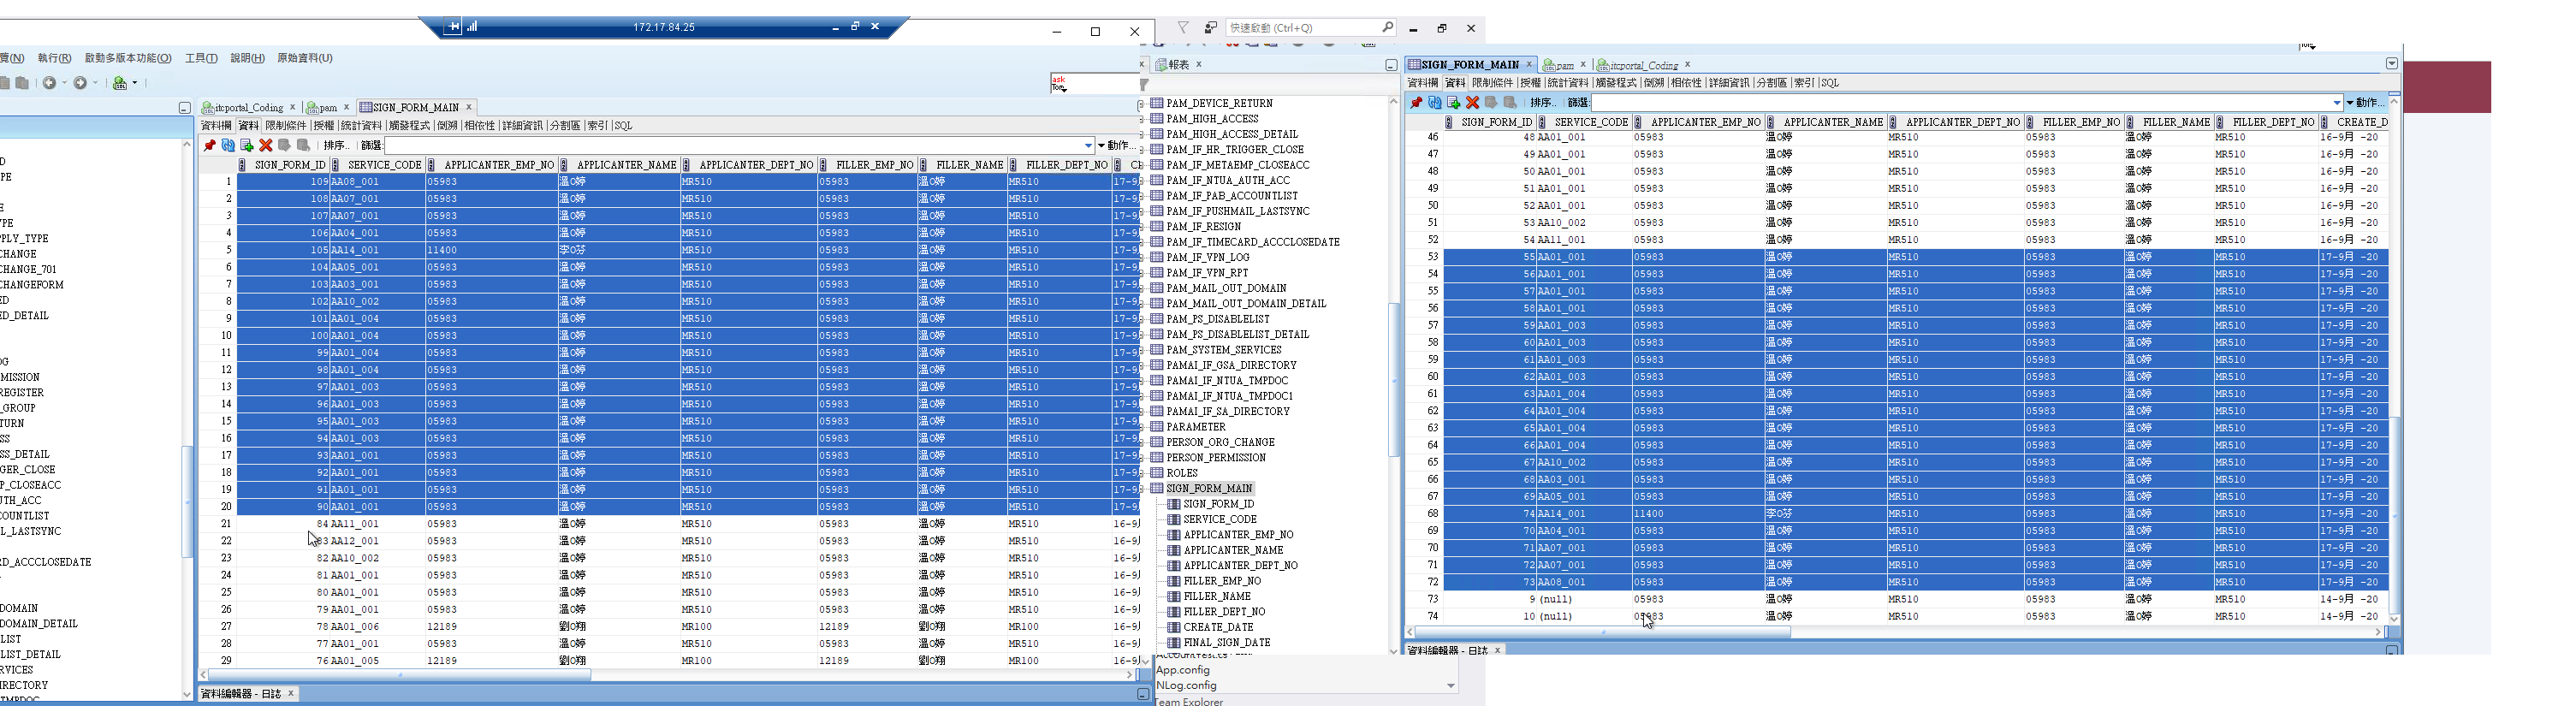 172.17.84.25
快速啟動 (Ctrl+Q)
覽(N) 執行(R) 啟動多版本功能(O) 工具(T) 說明(H) 原始資料(U)
ask
Tom
itcportal_Coding × pam × SIGN_FORM_MAIN ×
資料欄 資料 限制條件 |授權 |統計資料 |觸發程式 |倒溯 |相依性 |詳細資訊 |分割區 |索引 |SQL
排序.. 篩選: 動作...
SIGN_FORM_ID SERVICE_CODE APPLICANTER_EMP_NO APPLICANTER_NAME APPLICANTER_DEPT_NO FILLER_EMP_NO FILLER_NAME FILLER_DEPT_NO
1 109 AA08_001 05983 溫O婷 MR510 05983 溫O婷 MR510 17-9月
2 108 AA07_001 05983 溫O婷 MR510 05983 溫O婷 MR510 17-9月
3 107 AA07_001 05983 溫O婷 MR510 05983 溫O婷 MR510 17-9月
4 106 AA04_001 05983 溫O婷 MR510 05983 溫O婷 MR510 17-9月
5 105 AA14_001 11400 李O芬 MR510 05983 溫O婷 MR510 17-9月
6 104 AA05_001 05983 溫O婷 MR510 05983 溫O婷 MR510 17-9月
7 103 AA03_001 05983 溫O婷 MR510 05983 溫O婷 MR510 17-9月
8 102 AA10_002 05983 溫O婷 MR510 05983 溫O婷 MR510 17-9月
9 101 AA01_004 05983 溫O婷 MR510 05983 溫O婷 MR510 17-9月
10 100 AA01_004 05983 溫O婷 MR510 05983 溫O婷 MR510 17-9月
11 99 AA01_004 05983 溫O婷 MR510 05983 溫O婷 MR510 17-9月
12 98 AA01_004 05983 溫O婷 MR510 05983 溫O婷 MR510 17-9月
13 97 AA01_003 05983 溫O婷 MR510 05983 溫O婷 MR510 17-9月
14 96 AA01_003 05983 溫O婷 MR510 05983 溫O婷 MR510 17-9月
15 95 AA01_003 05983 溫O婷 MR510 05983 溫O婷 MR510 17-9月
16 94 AA01_003 05983 溫O婷 MR510 05983 溫O婷 MR510 17-9月
17 93 AA01_001 05983 溫O婷 MR510 05983 溫O婷 MR510 17-9月
18 92 AA01_001 05983 溫O婷 MR510 05983 溫O婷 MR510 17-9月
19 91 AA01_001 05983 溫O婷 MR510 05983 溫O婷 MR510 17-9月
20 90 AA01_001 05983 溫O婷 MR510 05983 溫O婷 MR510 17-9月
21 84 AA11_001 05983 溫O婷 MR510 05983 溫O婷 MR510 16-9月
22 83 AA12_001 05983 溫O婷 MR510 05983 溫O婷 MR510 16-9月
23 82 AA10_002 05983 溫O婷 MR510 05983 溫O婷 MR510 16-9月
24 81 AA01_001 05983 溫O婷 MR510 05983 溫O婷 MR510 16-9月
25 80 AA01_001 05983 溫O婷 MR510 05983 溫O婷 MR510 16-9月
26 79 AA01_001 05983 溫O婷 MR510 05983 溫O婷 MR510 16-9月
27 78 AA01_006 12189 劉O翔 MR100 12189 劉O翔 MR100 16-9月
28 77 AA01_001 05983 溫O婷 MR510 05983 溫O婷 MR510 16-9月
29 76 AA01_005 12189 劉O翔 MR100 12189 劉O翔 MR100 16-9月
資料編輯器 - 日誌 ×
報表 ×
PAM_DEVICE_RETURN
PAM_HIGH_ACCESS
PAM_HIGH_ACCESS_DETAIL
PAM_IF_HR_TRIGGER_CLOSE
PAM_IF_METAEMP_CLOSEACC
PAM_IF_NTUA_AUTH_ACC
PAM_IF_PAB_ACCOUNTLIST
PAM_IF_PUSHMAIL_LASTSYNC
PAM_IF_RESIGN
PAM_IF_TIMECARD_ACCCLOSEDATE
PAM_IF_VPN_LOG
PAM_IF_VPN_RPT
PAM_MAIL_OUT_DOMAIN
PAM_MAIL_OUT_DOMAIN_DETAIL
PAM_PS_DISABLELIST
PAM_PS_DISABLELIST_DETAIL
PAM_SYSTEM_SERVICES
PAMAI_IF_GSA_DIRECTORY
PAMAI_IF_NTUA_TMPDOC
PAMAI_IF_NTUA_TMPDOC1
PAMAI_IF_SA_DIRECTORY
PARAMETER
PERSON_ORG_CHANGE
PERSON_PERMISSION
ROLES
SIGN_FORM_MAIN
SIGN_FORM_ID
SERVICE_CODE
APPLICANTER_EMP_NO
APPLICANTER_NAME
APPLICANTER_DEPT_NO
FILLER_EMP_NO
FILLER_NAME
FILLER_DEPT_NO
CREATE_DATE
FINAL_SIGN_DATE
App.config
NLog.config
Team Explorer
SIGN_FORM_MAIN × pam × itcportal_Coding ×
資料欄 資料 限制條件 |授權 |統計資料 |觸發程式 |倒溯 |相依性 |詳細資訊 |分割區 |索引 |SQL
排序.. 篩選: 動作...
SIGN_FORM_ID SERVICE_CODE APPLICANTER_EMP_NO APPLICANTER_NAME APPLICANTER_DEPT_NO FILLER_EMP_NO FILLER_NAME FILLER_DEPT_NO CREATE_D
46 48 AA01_001 05983 溫O婷 MR510 05983 溫O婷 MR510 16-9月 -20
47 49 AA01_001 05983 溫O婷 MR510 05983 溫O婷 MR510 16-9月 -20
48 50 AA01_001 05983 溫O婷 MR510 05983 溫O婷 MR510 16-9月 -20
49 51 AA01_001 05983 溫O婷 MR510 05983 溫O婷 MR510 16-9月 -20
50 52 AA01_001 05983 溫O婷 MR510 05983 溫O婷 MR510 16-9月 -20
51 53 AA10_002 05983 溫O婷 MR510 05983 溫O婷 MR510 16-9月 -20
52 54 AA11_001 05983 溫O婷 MR510 05983 溫O婷 MR510 16-9月 -20
53 55 AA01_001 05983 溫O婷 MR510 05983 溫O婷 MR510 17-9月 -20
54 56 AA01_001 05983 溫O婷 MR510 05983 溫O婷 MR510 17-9月 -20
55 57 AA01_001 05983 溫O婷 MR510 05983 溫O婷 MR510 17-9月 -20
56 58 AA01_001 05983 溫O婷 MR510 05983 溫O婷 MR510 17-9月 -20
57 59 AA01_003 05983 溫O婷 MR510 05983 溫O婷 MR510 17-9月 -20
58 60 AA01_003 05983 溫O婷 MR510 05983 溫O婷 MR510 17-9月 -20
59 61 AA01_003 05983 溫O婷 MR510 05983 溫O婷 MR510 17-9月 -20
60 62 AA01_003 05983 溫O婷 MR510 05983 溫O婷 MR510 17-9月 -20
61 63 AA01_004 05983 溫O婷 MR510 05983 溫O婷 MR510 17-9月 -20
62 64 AA01_004 05983 溫O婷 MR510 05983 溫O婷 MR510 17-9月 -20
63 65 AA01_004 05983 溫O婷 MR510 05983 溫O婷 MR510 17-9月 -20
64 66 AA01_004 05983 溫O婷 MR510 05983 溫O婷 MR510 17-9月 -20
65 67 AA10_002 05983 溫O婷 MR510 05983 溫O婷 MR510 17-9月 -20
66 68 AA03_001 05983 溫O婷 MR510 05983 溫O婷 MR510 17-9月 -20
67 69 AA05_001 05983 溫O婷 MR510 05983 溫O婷 MR510 17-9月 -20
68 74 AA14_001 11400 李O芬 MR510 05983 溫O婷 MR510 17-9月 -20
69 70 AA04_001 05983 溫O婷 MR510 05983 溫O婷 MR510 17-9月 -20
70 71 AA07_001 05983 溫O婷 MR510 05983 溫O婷 MR510 17-9月 -20
71 72 AA07_001 05983 溫O婷 MR510 05983 溫O婷 MR510 17-9月 -20
72 73 AA08_001 05983 溫O婷 MR510 05983 溫O婷 MR510 17-9月 -20
73 9 (null) 05983 溫O婷 MR510 05983 溫O婷 MR510 14-9月 -20
74 10 (null) 05983 溫O婷 MR510 05983 溫O婷 MR510 14-9月 -20
資料編輯器 - 日誌 ×